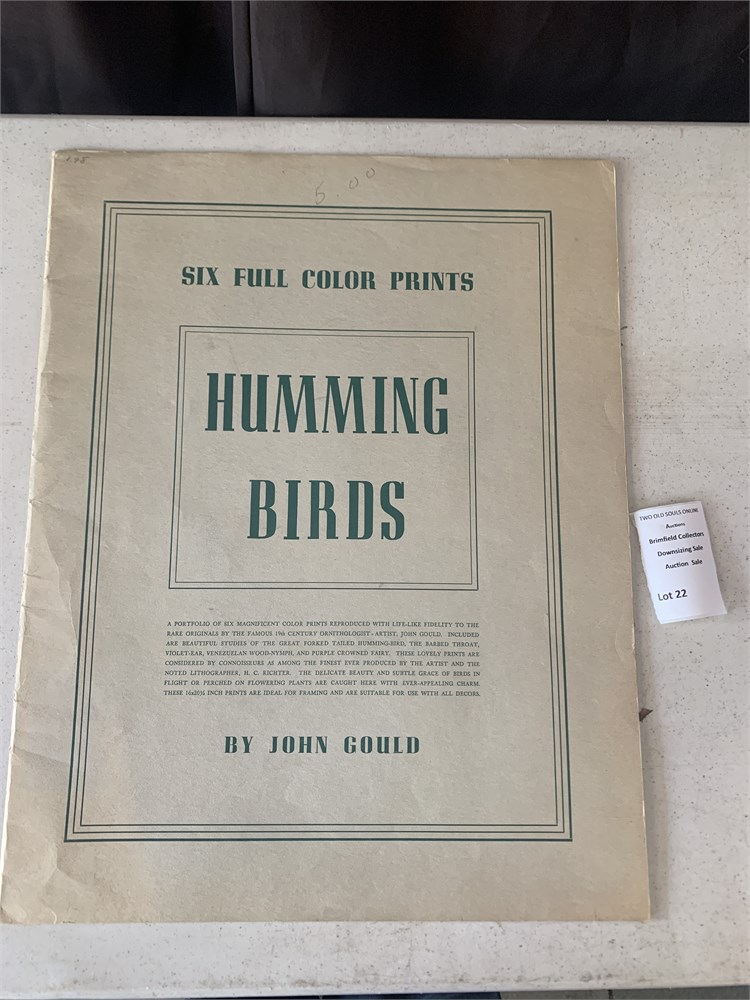 1.95
5.00
SIX FULL COLOR PRINTS
HUMMING
BIRDS
A PORTFOLIO OF SIX MAGNIFICENT COLOR PRINTS REPRODUCED WITH LIFE-LIKE FIDELITY TO THE
RARE ORIGINALS BY THE FAMOUS 19th CENTURY ORNITHOLOGIST-ARTIST, JOHN GOULD. INCLUDED
ARE BEAUTIFUL STUDIES OF THE GREAT FORKED TAILED HUMMING-BIRD, THE BARBED THROAT,
VIOLET-EAR, VENEZUELAN WOOD-NYMPH, AND PURPLE CROWNED FAIRY. THESE LOVELY PRINTS ARE
CONSIDERED BY CONNOISSEURS AS AMONG THE FINEST EVER PRODUCED BY THE ARTIST AND THE
NOTED LITHOGRAPHER, H. C. RICHTER. THE DELICATE BEAUTY AND SUBTLE GRACE OF BIRDS IN
FLIGHT OR PERCHED ON FLOWERING PLANTS ARE CAUGHT HERE WITH EVER-APPEALING CHARM.
THESE 16x20¾ INCH PRINTS ARE IDEAL FOR FRAMING AND ARE SUITABLE FOR USE WITH ALL DECORS.
BY JOHN GOULD
TWO OLD SOULS ONLINE
Auctions
Brimfield Collectors
Downsizing Sale
Auction Sale
Lot 22